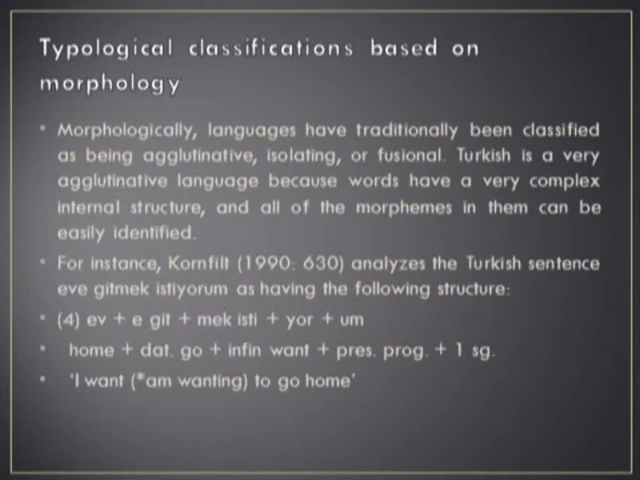 Typological classifications based on
morphology
• Morphologically, languages have traditionally been classified
as being agglutinative, isolating, or fusional. Turkish is a very
agglutinative language because words have a very complex
internal structure, and all of the morphemes in them can be
easily identified.
• For instance, Kornfilt (1990: 630) analyzes the Turkish sentence
eve gitmek istiyorum as having the following structure:
• (4) ev + e git + mek isti + yor + um
• home + dat. go + infin want + pres. prog. + 1 sg.
• 'I want (*am wanting) to go home'